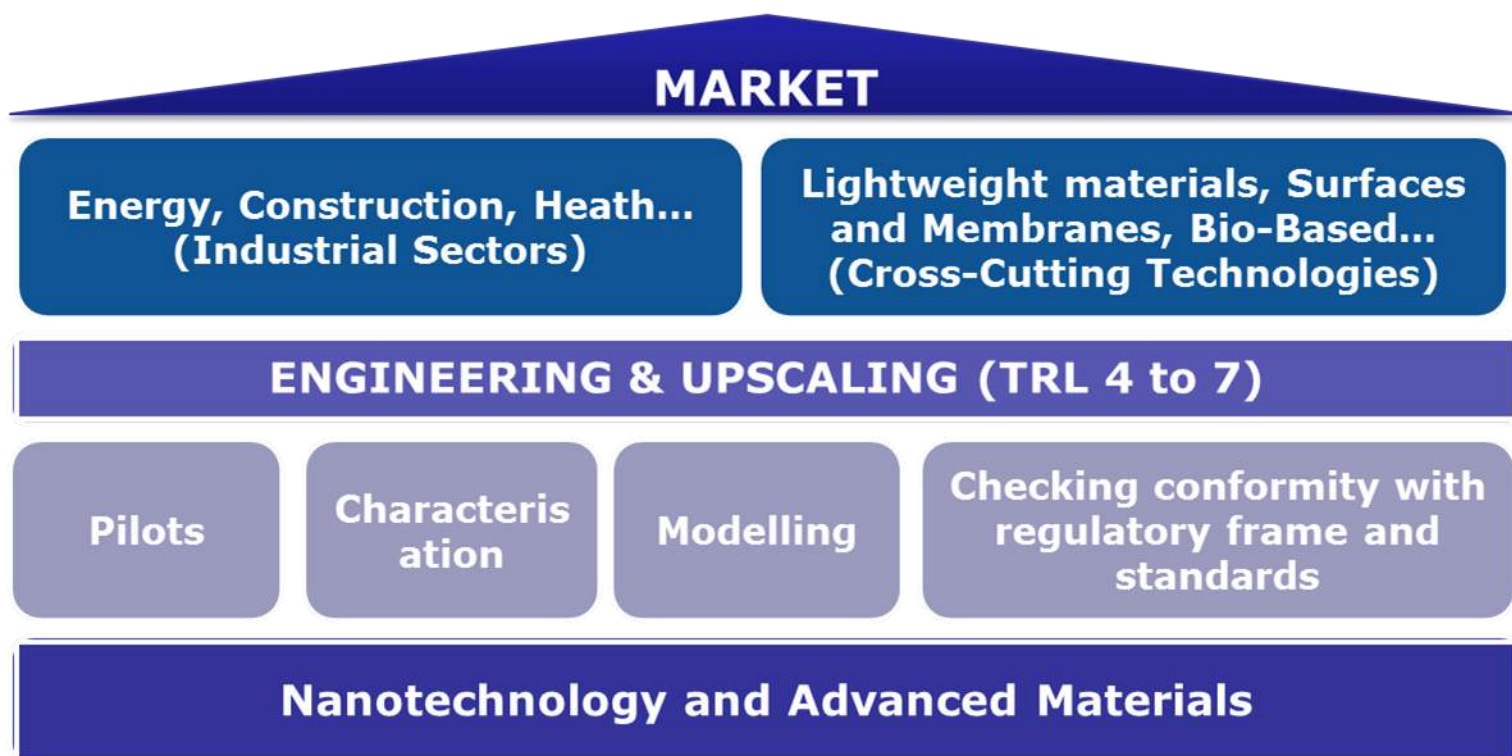 MARKET
Energy, Construction, Heath...
(Industrial Sectors)
Lightweight materials, Surfaces
and Membranes, Bio-Based...
(Cross-Cutting Technologies)
ENGINEERING & UPSCALING (TRL 4 to 7)
Pilots
Characteris
ation
Modelling
Checking conformity with
regulatory frame and
standards
Nanotechnology and Advanced Materials